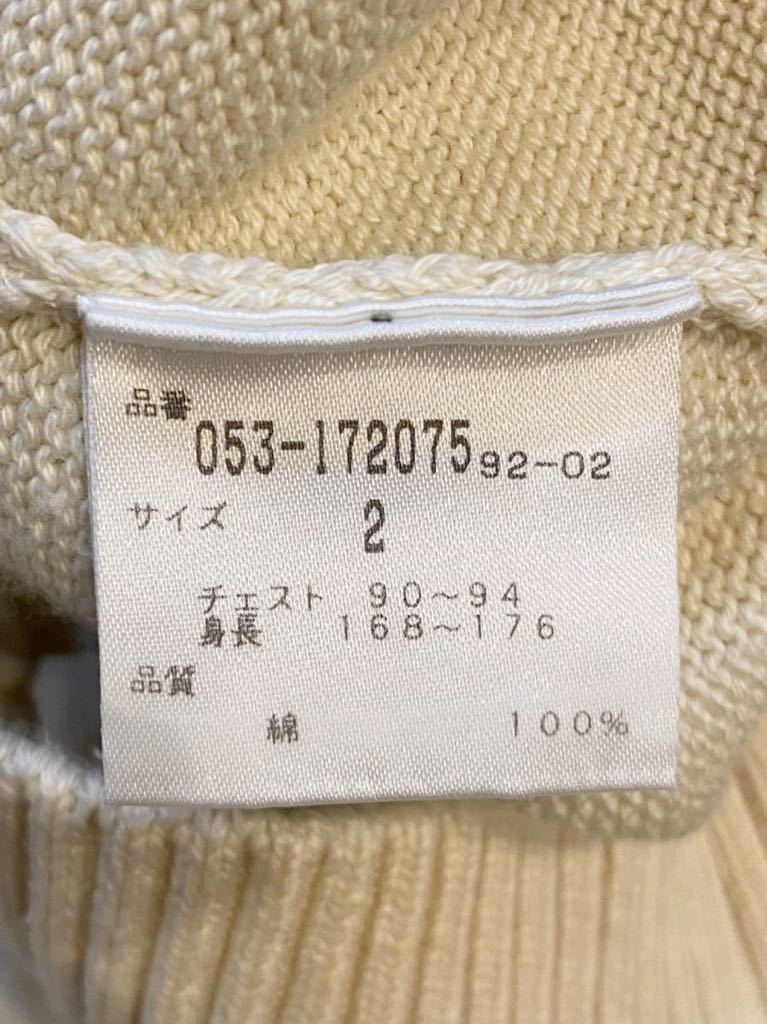 品番 053-172075 92-02
サイズ 2
チェスト 90~94
身長 168~176
品質
綿 100%